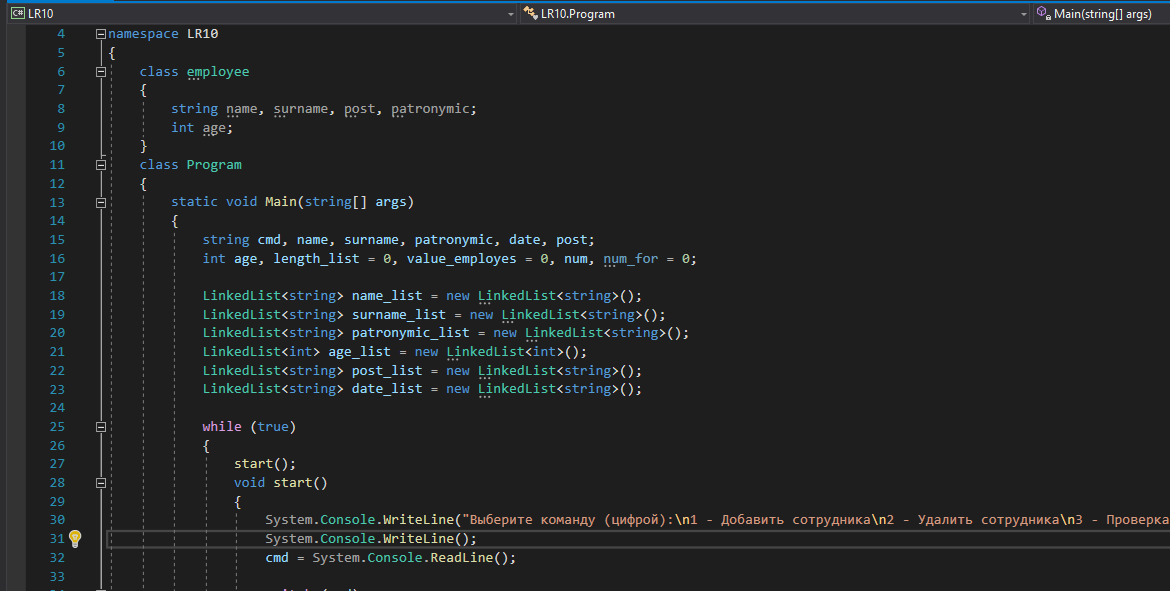 C# LR10 LR10.Program Main(string[] args)
4 namespace LR10
5 {
6 class employee
7 {
8 string name, surname, post, patronymic;
9 int age;
10 }
11 class Program
12 {
13 static void Main(string[] args)
14 {
15 string cmd, name, surname, patronymic, date, post;
16 int age, length_list = 0, value_employes = 0, num, num_for = 0;
17
18 LinkedList<string> name_list = new LinkedList<string>();
19 LinkedList<string> surname_list = new LinkedList<string>();
20 LinkedList<string> patronymic_list = new LinkedList<string>();
21 LinkedList<int> age_list = new LinkedList<int>();
22 LinkedList<string> post_list = new LinkedList<string>();
23 LinkedList<string> date_list = new LinkedList<string>();
24
25 while (true)
26 {
27 start();
28 void start()
29 {
30 System.Console.WriteLine("Выберите команду (цифрой):\n1 - Добавить сотрудника\n2 - Удалить сотрудника\n3 - Проверка
31 System.Console.WriteLine();
32 cmd = System.Console.ReadLine();
33